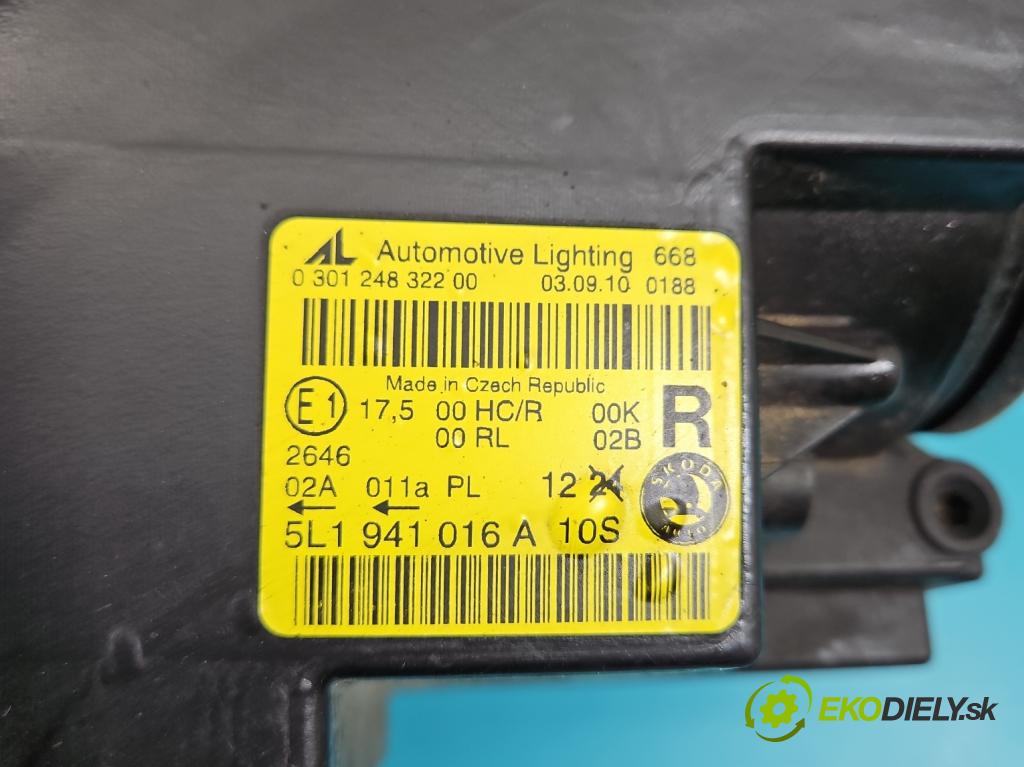 AL Automotive Lighting 668
0 301 248 322 00 03.09.10 0188
Made in Czech Republic
E1 17,5 00 HC/R 00K R
00 RL 02B
2646
02A 011a PL 12 24
SKODA AUTO
5L1 941 016 A 10S
EKODIELY.sk